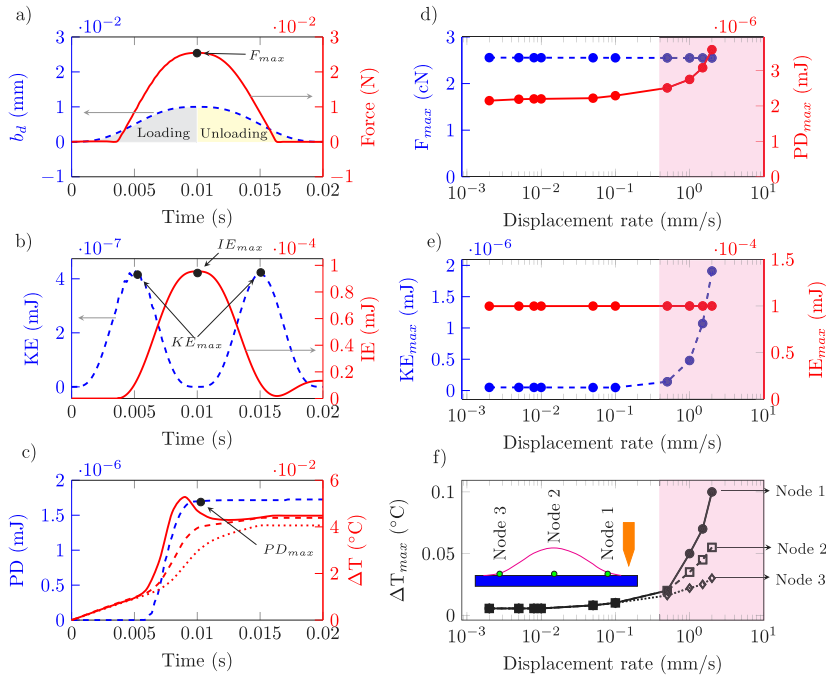 a)
·10⁻²
·10⁻²
3
2
1
0
−1
b_d (mm)
F_max
Loading
Unloading
3
2
1
0
−1
Force (N)
0
0.005
0.01
0.015
0.02
Time (s)
b)
·10⁻⁷
·10⁻⁴
4
2
0
KE (mJ)
IE_max
KE_max
1
0.8
0.6
0.4
0.2
0
IE (mJ)
0
0.005
0.01
0.015
0.02
Time (s)
c)
·10⁻⁶
·10⁻²
2
1.5
1
0.5
0
PD (mJ)
PD_max
6
4
2
0
ΔT (°C)
0
0.005
0.01
0.015
0.02
Time (s)
d)
·10⁻⁶
3
2
1
0
F_max (cN)
3
2
1
0
PD_max (mJ)
10⁻³
10⁻²
10⁻¹
10⁰
10¹
Displacement rate (mm/s)
e)
·10⁻⁶
·10⁻⁴
2
1.5
1
0.5
0
KE_max (mJ)
1.5
1
0.5
0
IE_max (mJ)
10⁻³
10⁻²
10⁻¹
10⁰
10¹
Displacement rate (mm/s)
f)
0.1
0.05
0
ΔT_max (°C)
Node 3
Node 2
Node 1
Node 1
Node 2
Node 3
10⁻³
10⁻²
10⁻¹
10⁰
10¹
Displacement rate (mm/s)